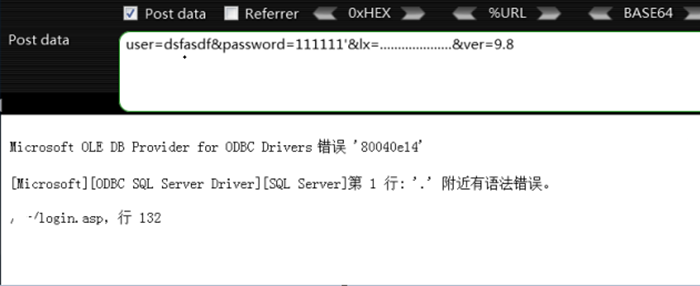 Post data Referrer 0xHEX %URL BASE64
Post data
user=dsfasdf&password=111111'&lx=....................&ver=9.8
Microsoft OLE DB Provider for ODBC Drivers 错误 '80040e14'
[Microsoft][ODBC SQL Server Driver][SQL Server]第 1 行: '.' 附近有语法错误。
/login.asp，行 132